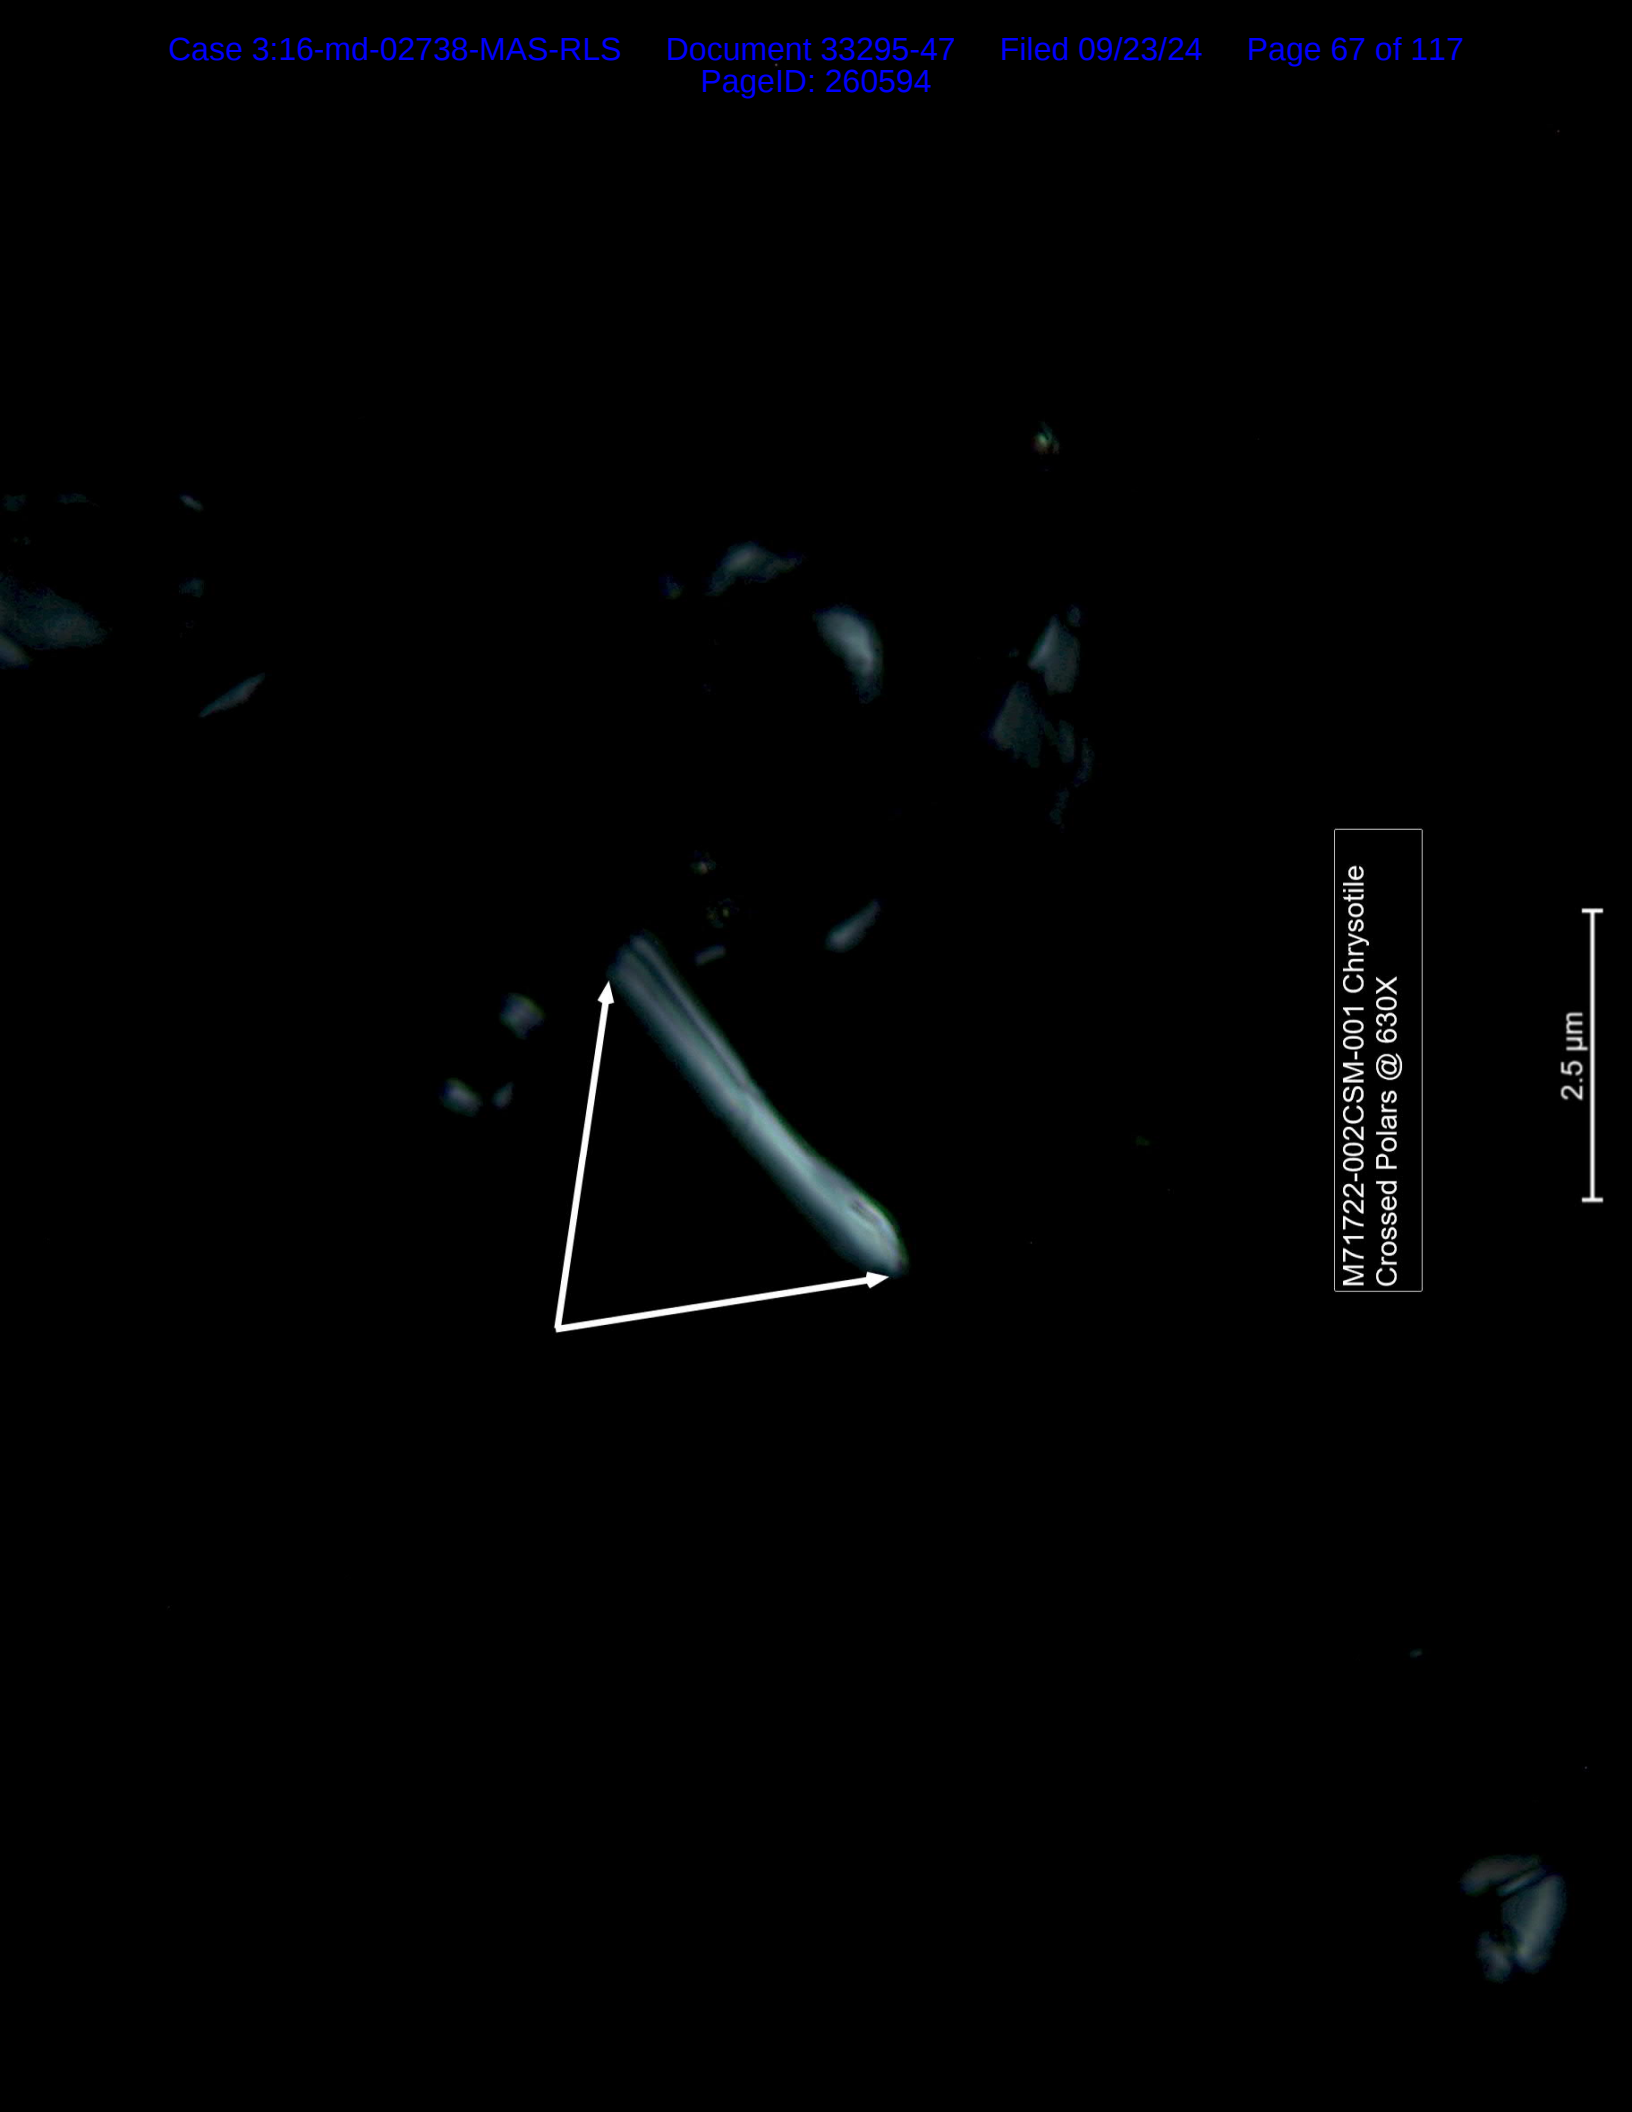 Case 3:16-md-02738-MAS-RLS Document 33295-47 Filed 09/23/24 Page 67 of 117
PageID: 260594
M71722-002CSM-001 Chrysotile
Crossed Polars @ 630X
2.5 µm